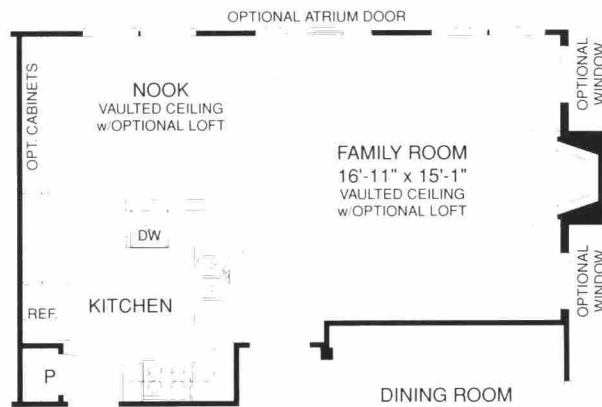 OPTIONAL ATRIUM DOOR
OPT. CABINETS
NOOK
VAULTED CEILING
w/OPTIONAL LOFT
OPTIONAL
WINDOW
FAMILY ROOM
16'-11" x 15'-1"
VAULTED CEILING
w/OPTIONAL LOFT
DW
OPTIONAL
WINDOW
REF.
KITCHEN
P
DINING ROOM